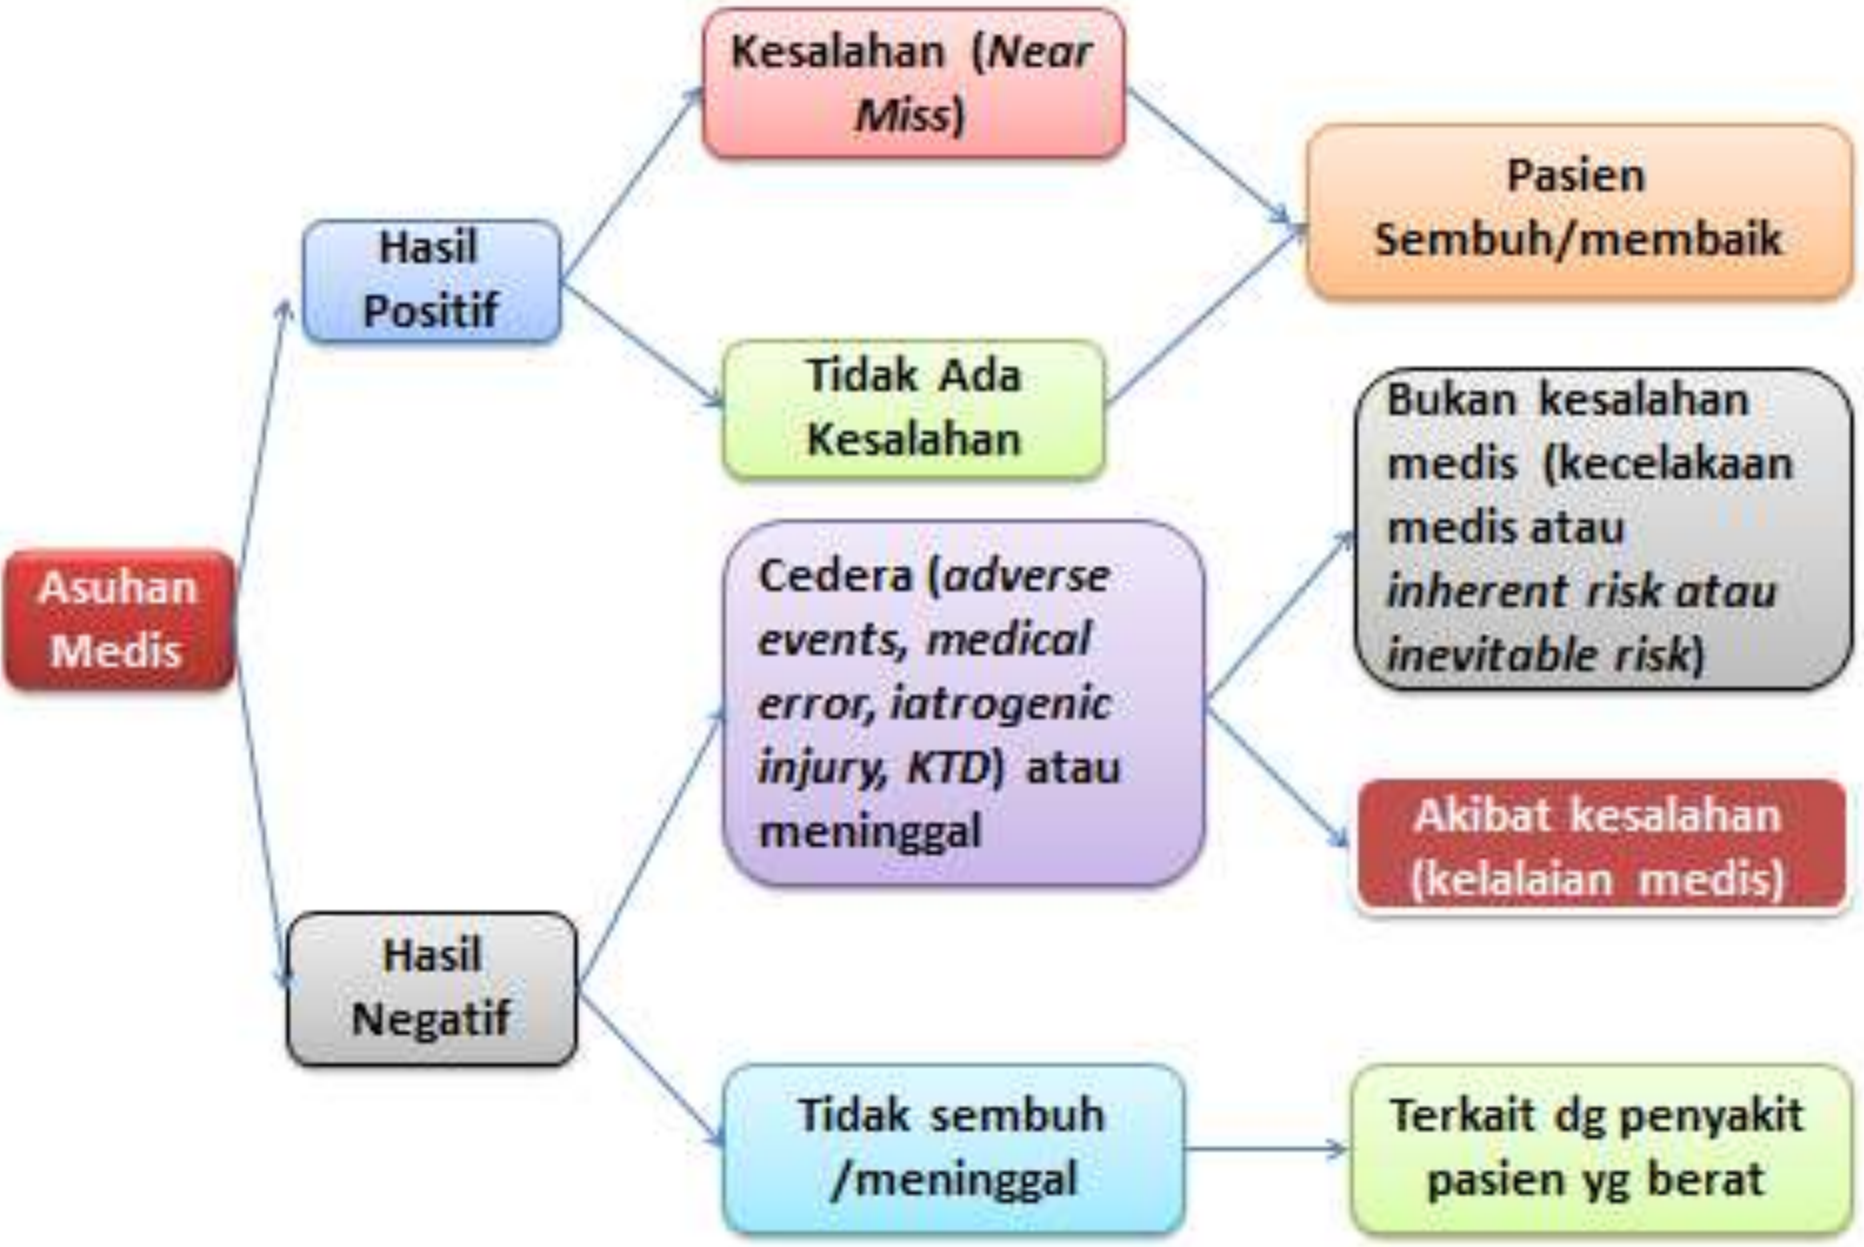 Kesalahan (Near
Miss)
Pasien
Sembuh/membaik
Hasil
Positif
Tidak Ada
Kesalahan
Bukan kesalahan
medis (kecelakaan
medis atau
inherent risk atau
inevitable risk)
Asuhan
Medis
Cedera (adverse
events, medical
error, iatrogenic
injury, KTD) atau
meninggal
Akibat kesalahan
(kelalaian medis)
Hasil
Negatif
Tidak sembuh
/meninggal
Terkait dg penyakit
pasien yg berat